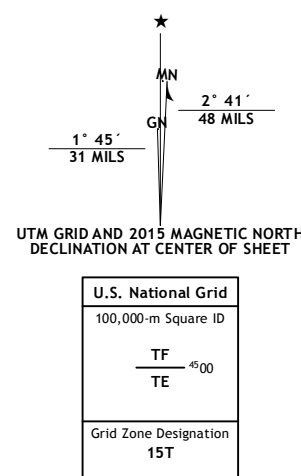 ★
MN
2° 41´
48 MILS
GN
1° 45´
31 MILS
UTM GRID AND 2015 MAGNETIC NORTH
DECLINATION AT CENTER OF SHEET
U.S. National Grid
100,000-m Square ID
TF
4500
TE
Grid Zone Designation
15T